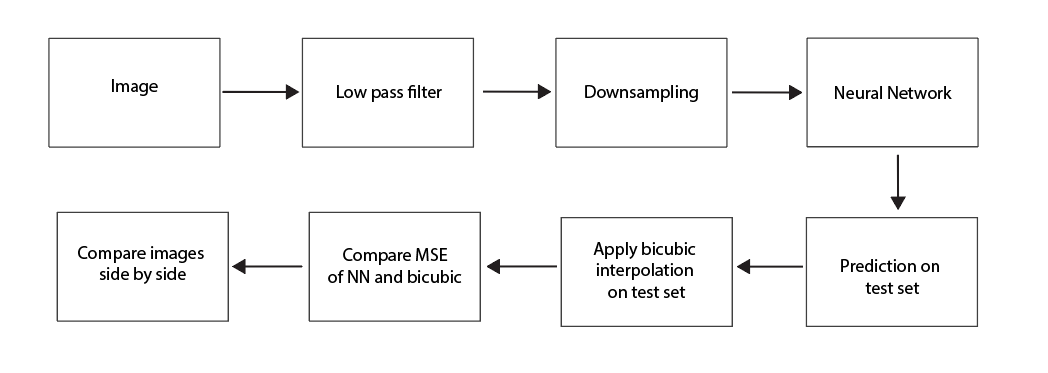 Image
Low pass filter
Downsampling
Neural Network
Prediction on
test set
Apply bicubic
interpolation
on test set
Compare MSE
of NN and bicubic
Compare images
side by side